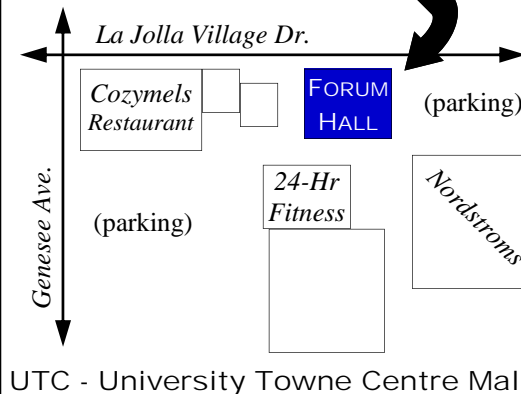 La Jolla Village Dr.
Cozymels
Restaurant
FORUM
HALL
(parking)
24-Hr
Fitness
Nordstroms
(parking)
Genesee Ave.
UTC - University Towne Centre Mal